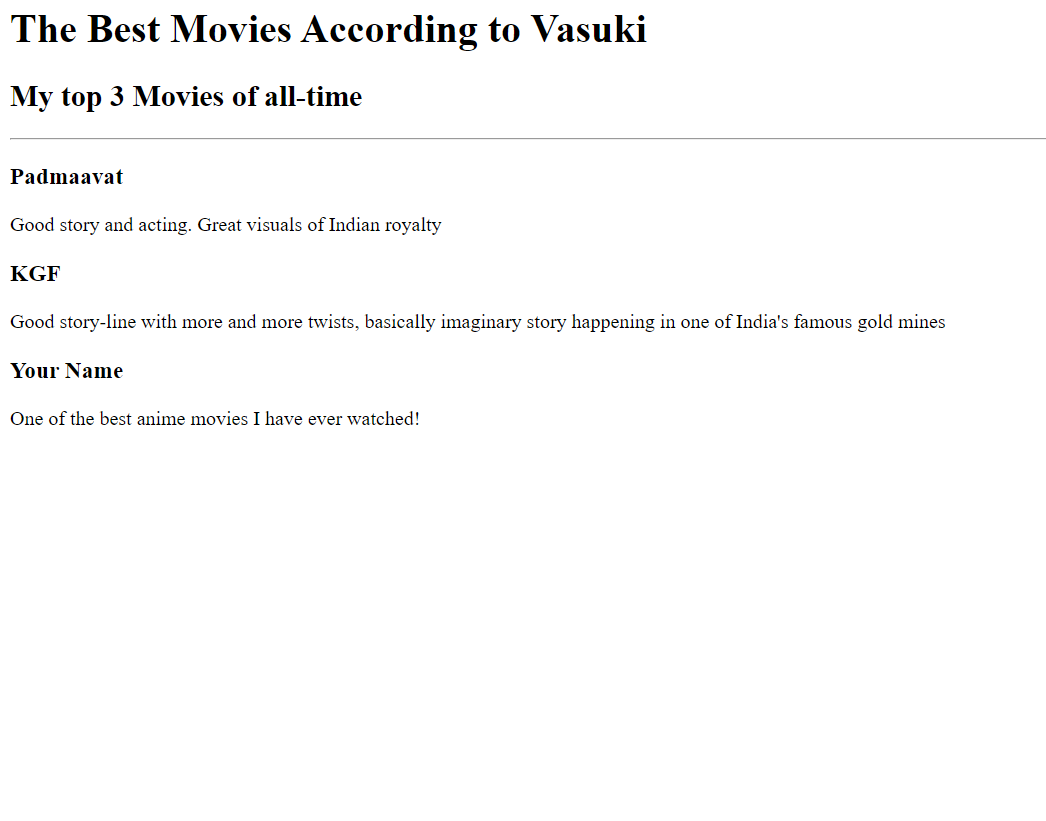 The Best Movies According to Vasuki
My top 3 Movies of all-time
Padmaavat
Good story and acting. Great visuals of Indian royalty
KGF
Good story-line with more and more twists, basically imaginary story happening in one of India's famous gold mines
Your Name
One of the best anime movies I have ever watched!